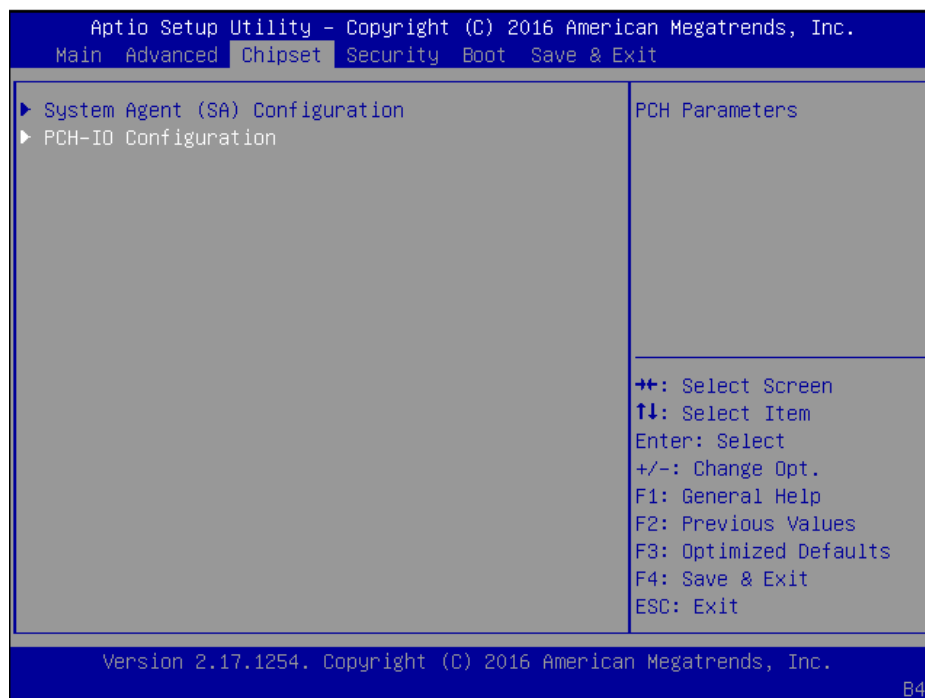 Aptio Setup Utility – Copyright (C) 2016 American Megatrends, Inc.
Main Advanced Chipset Security Boot Save & Exit
▶ System Agent (SA) Configuration
▶ PCH-IO Configuration
PCH Parameters
→←: Select Screen
↑↓: Select Item
Enter: Select
+/-: Change Opt.
F1: General Help
F2: Previous Values
F3: Optimized Defaults
F4: Save & Exit
ESC: Exit
Version 2.17.1254. Copyright (C) 2016 American Megatrends, Inc.
B4